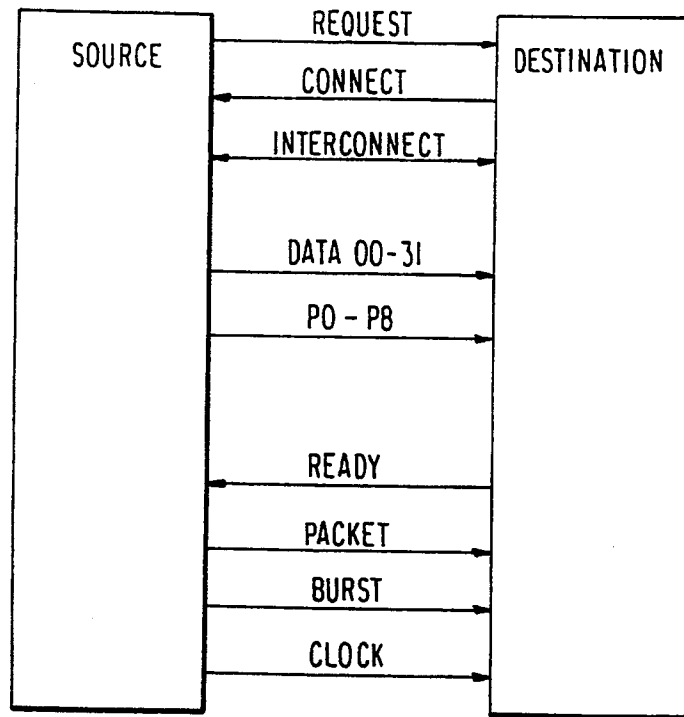 SOURCE
REQUEST
DESTINATION
CONNECT
INTERCONNECT
DATA 00-31
P0 - P8
READY
PACKET
BURST
CLOCK